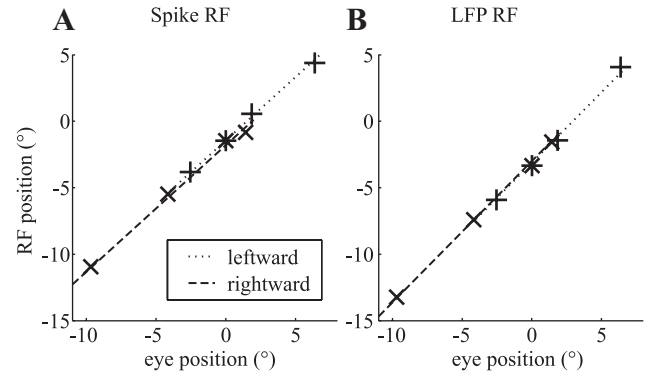 A Spike RF
B LFP RF
RF position (°)
5
0
-5
-10
-15
-10 -5 0 5
eye position (°)
leftward
rightward
5
0
-5
-10
-15
-10 -5 0 5
eye position (°)